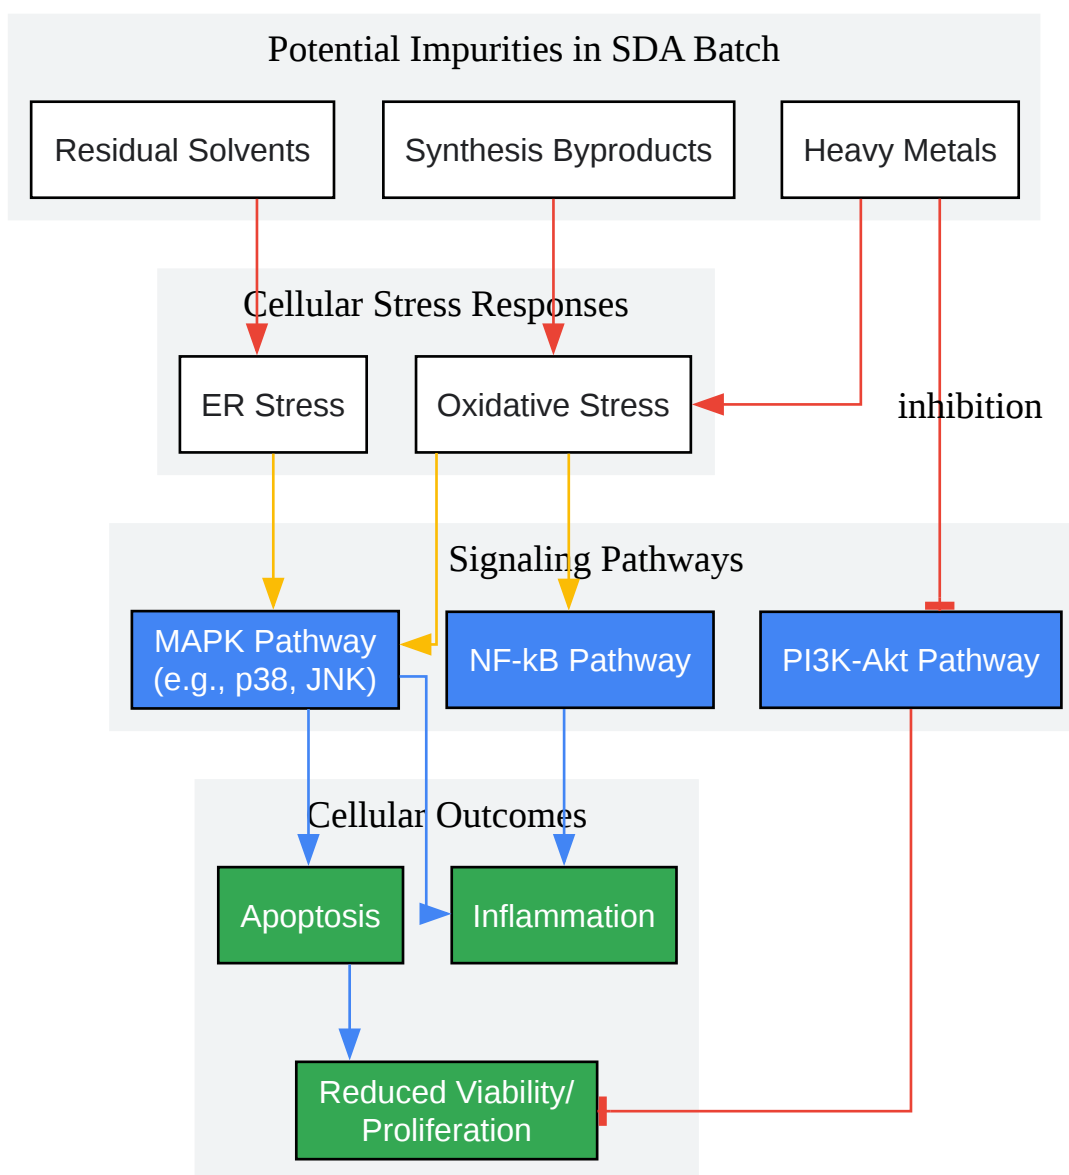 Potential Impurities in SDA Batch
Residual Solvents
Synthesis Byproducts
Heavy Metals
Cellular Stress Responses
ER Stress
Oxidative Stress
inhibition
Signaling Pathways
MAPK Pathway
(e.g., p38, JNK)
NF-kB Pathway
PI3K-Akt Pathway
Cellular Outcomes
Apoptosis
Inflammation
Reduced Viability/
Proliferation